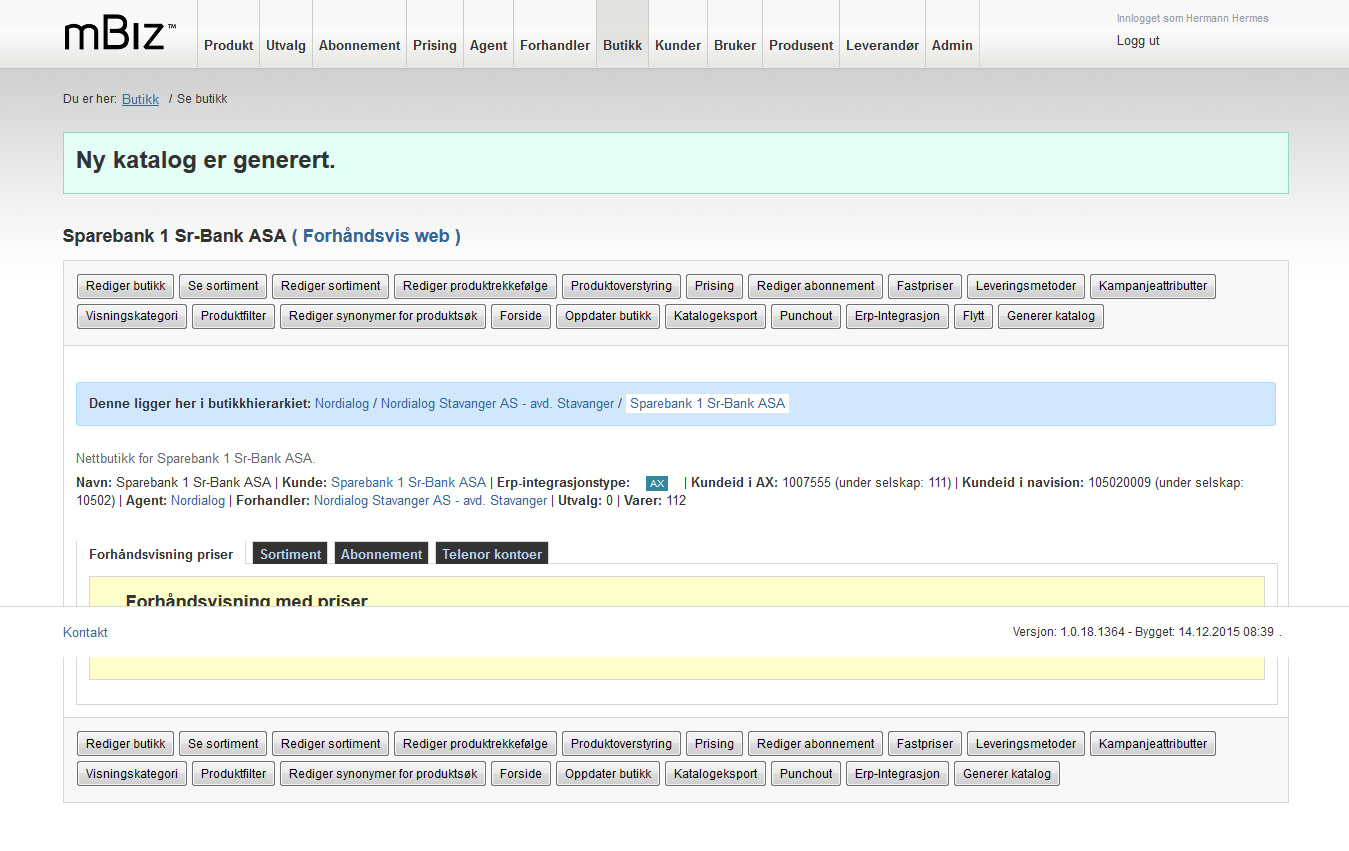 mBiz™
Produkt Utvalg Abonnement Prising Agent Forhandler Butikk Kunder Bruker Produsent Leverandør Admin
Innlogget som Hermann Hermes
Logg ut
Du er her: Butikk / Se butikk
Ny katalog er generert.
Sparebank 1 Sr-Bank ASA ( Forhåndsvis web )
Rediger butikk Se sortiment Rediger sortiment Rediger produktrekkefølge Produktoverstyring Prising Rediger abonnement Fastpriser Leveringsmetoder Kampanjeattributter
Visningskategori Produktfilter Rediger synonymer for produktsøk Forside Oppdater butikk Katalogeksport Punchout Erp-Integrasjon Flytt Generer katalog
Denne ligger her i butikkhierarkiet: Nordialog / Nordialog Stavanger AS - avd. Stavanger / Sparebank 1 Sr-Bank ASA
Nettbutikk for Sparebank 1 Sr-Bank ASA.
Navn: Sparebank 1 Sr-Bank ASA | Kunde: Sparebank 1 Sr-Bank ASA | Erp-integrasjonstype: AX | Kundeid i AX: 1007555 (under selskap: 111) | Kundeid i navision: 105020009 (under selskap:
10502) | Agent: Nordialog | Forhandler: Nordialog Stavanger AS - avd. Stavanger | Utvalg: 0 | Varer: 112
Forhåndsvisning priser Sortiment Abonnement Telenor kontoer
Forhåndsvisning med priser
Kontakt
Versjon: 1.0.18.1364 - Bygget: 14.12.2015 08:39 .
Rediger butikk Se sortiment Rediger sortiment Rediger produktrekkefølge Produktoverstyring Prising Rediger abonnement Fastpriser Leveringsmetoder Kampanjeattributter
Visningskategori Produktfilter Rediger synonymer for produktsøk Forside Oppdater butikk Katalogeksport Punchout Erp-Integrasjon Generer katalog